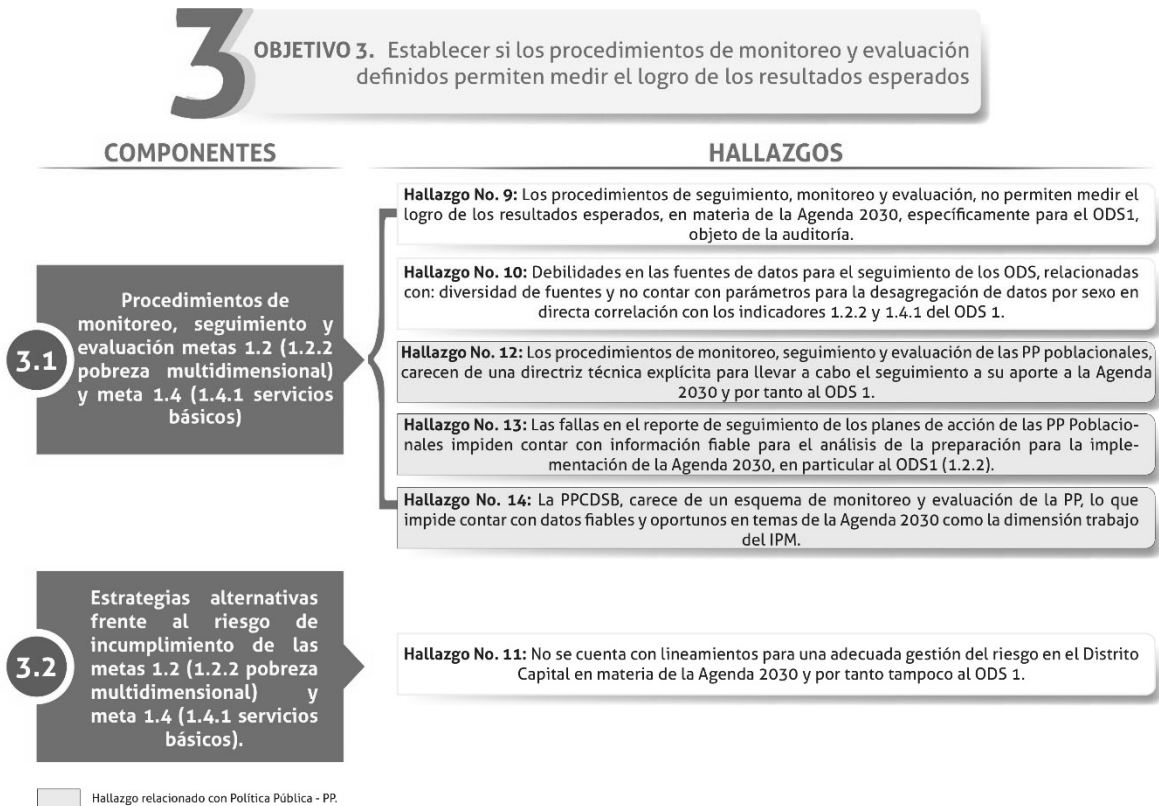 3
OBJETIVO 3. Establecer si los procedimientos de monitoreo y evaluación
definidos permiten medir el logro de los resultados esperados
COMPONENTES
HALLAZGOS
3.1
Procedimientos de
monitoreo, seguimiento y
evaluación metas 1.2 (1.2.2
pobreza multidimensional)
y meta 1.4 (1.4.1 servicios
básicos)
Hallazgo No. 9: Los procedimientos de seguimiento, monitoreo y evaluación, no permiten medir el
logro de los resultados esperados, en materia de la Agenda 2030, específicamente para el ODS1,
objeto de la auditoría.
Hallazgo No. 10: Debilidades en las fuentes de datos para el seguimiento de los ODS, relacionadas
con: diversidad de fuentes y no contar con parámetros para la desagregación de datos por sexo en
directa correlación con los indicadores 1.2.2 y 1.4.1 del ODS 1.
Hallazgo No. 12: Los procedimientos de monitoreo, seguimiento y evaluación de las PP poblacionales,
carecen de una directriz técnica explícita para llevar a cabo el seguimiento a su aporte a la Agenda
2030 y por tanto al ODS 1.
Hallazgo No. 13: Las fallas en el reporte de seguimiento de los planes de acción de las PP Poblacio-
nales impiden contar con información fiable para el análisis de la preparación para la imple-
mentación de la Agenda 2030, en particular al ODS1 (1.2.2).
Hallazgo No. 14: La PPCDSB, carece de un esquema de monitoreo y evaluación de la PP, lo que
impide contar con datos fiables y oportunos en temas de la Agenda 2030 como la dimensión trabajo
del IPM.
3.2
Estrategias alternativas
frente al riesgo de
incumplimiento de las
metas 1.2 (1.2.2 pobreza
multidimensional) y
meta 1.4 (1.4.1 servicios
básicos).
Hallazgo No. 11: No se cuenta con lineamientos para una adecuada gestión del riesgo en el Distrito
Capital en materia de la Agenda 2030 y por tanto tampoco al ODS 1.
Hallazgo relacionado con Política Pública - PP.